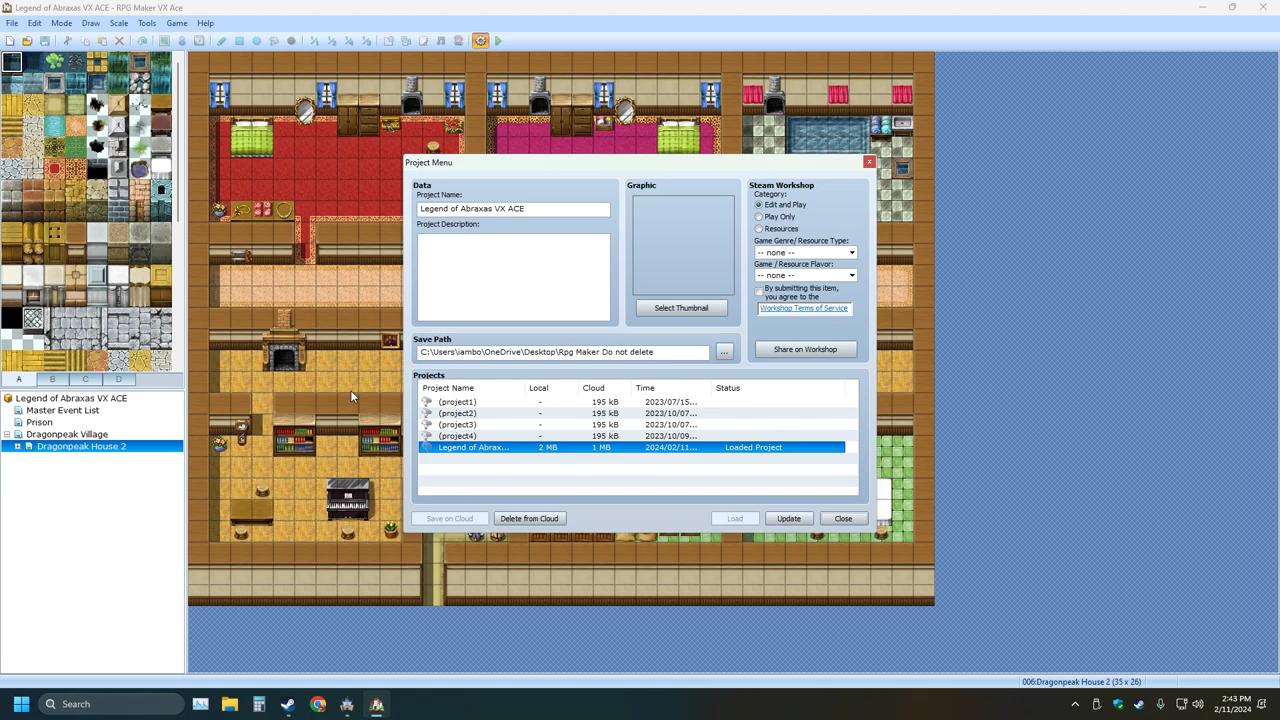 Legend of Abraxas VX ACE - RPG Maker VX Ace
File Edit Mode Draw Scale Tools Game Help
Project Menu
Data
Project Name:
Legend of Abraxas VX ACE
Project Description:
Graphic
Select Thumbnail
Steam Workshop
Category:
Edit and Play
Play Only
Resources
Game Genre/ Resource Type:
-- none --
Game / Resource Flavor:
-- none --
By submitting this item,
you agree to the
Workshop Terms of Service
Share on Workshop
Save Path
C:\Users\iambo\OneDrive\Desktop\Rpg Maker Do not delete
...
Projects
Project Name Local Cloud Time Status
(project1) - 195 kB 2023/07/15...
(project2) - 195 kB 2023/10/07...
(project3) - 195 kB 2023/10/07...
(project4) - 195 kB 2023/10/09...
Legend of Abrax... 2 MB 1 MB 2024/02/11... Loaded Project
Save on Cloud Delete from Cloud Load Update Close
A B C D
Legend of Abraxas VX ACE
Master Event List
Prison
Dragonpeak Village
Dragonpeak House 2
006:Dragonpeak House 2 (35 x 26)
Search
2:43 PM
2/11/2024